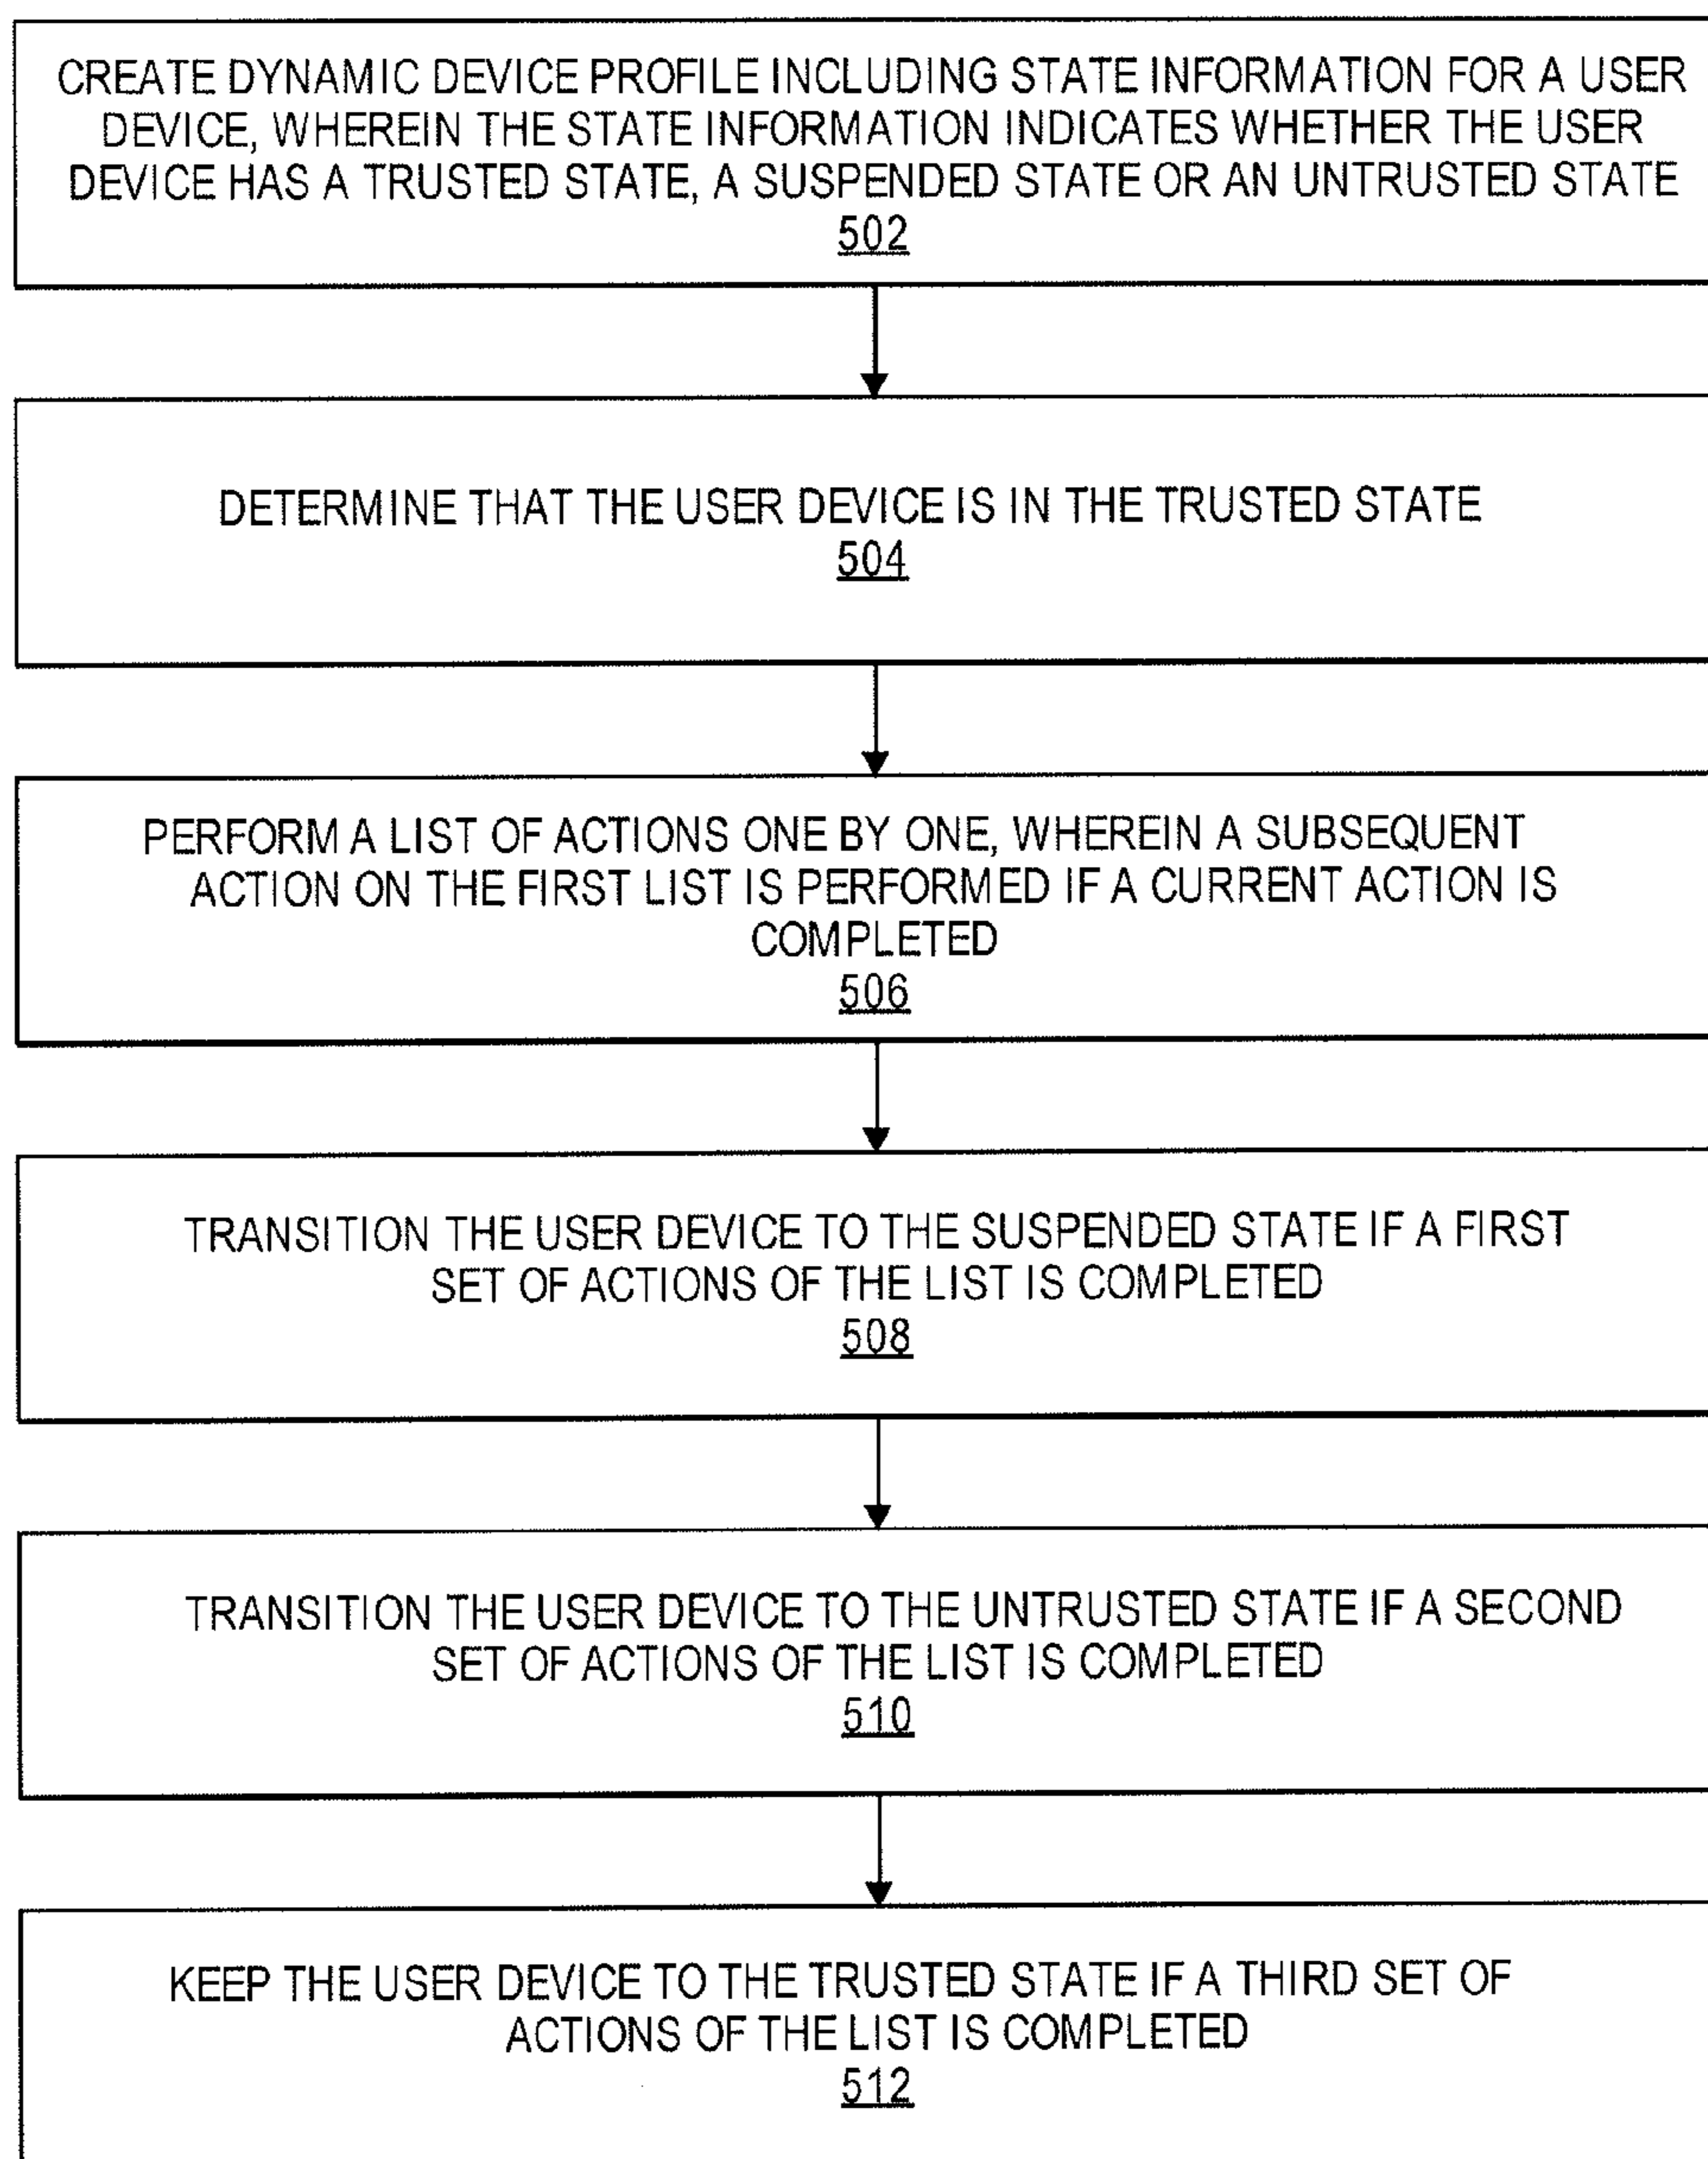 CREATE DYNAMIC DEVICE PROFILE INCLUDING STATE INFORMATION FOR A USER
DEVICE, WHEREIN THE STATE INFORMATION INDICATES WHETHER THE USER
DEVICE HAS A TRUSTED STATE, A SUSPENDED STATE OR AN UNTRUSTED STATE
502
DETERMINE THAT THE USER DEVICE IS IN THE TRUSTED STATE
504
PERFORM A LIST OF ACTIONS ONE BY ONE, WHEREIN A SUBSEQUENT
ACTION ON THE FIRST LIST IS PERFORMED IF A CURRENT ACTION IS
COMPLETED
506
TRANSITION THE USER DEVICE TO THE SUSPENDED STATE IF A FIRST
SET OF ACTIONS OF THE LIST IS COMPLETED
508
TRANSITION THE USER DEVICE TO THE UNTRUSTED STATE IF A SECOND
SET OF ACTIONS OF THE LIST IS COMPLETED
510
KEEP THE USER DEVICE TO THE TRUSTED STATE IF A THIRD SET OF
ACTIONS OF THE LIST IS COMPLETED
512